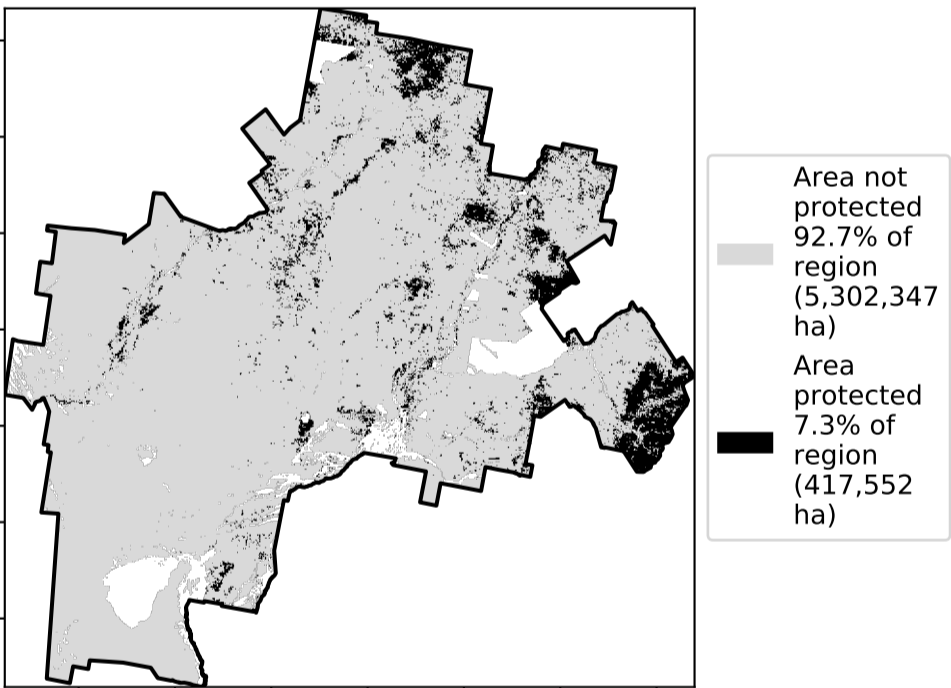 Area not
protected
92.7% of
region
(5,302,347
ha)
Area
protected
7.3% of
region
(417,552
ha)